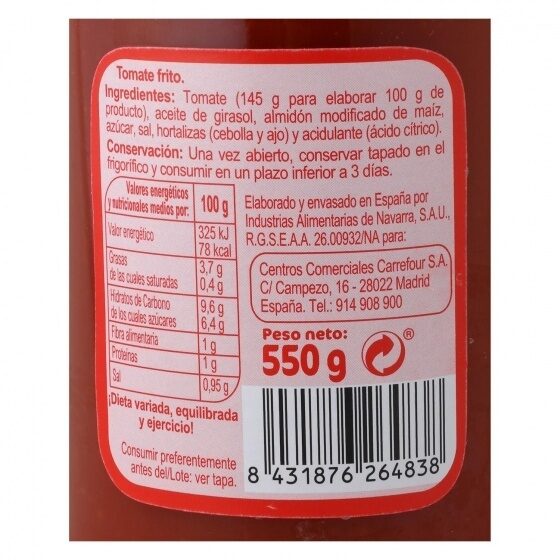 Tomate frito.
Ingredientes: Tomate (145 g para elaborar 100 g de
producto), aceite de girasol, almidón modificado de maíz,
azúcar, sal, hortalizas (cebolla y ajo) y acidulante (ácido cítrico).
Conservación: Una vez abierto, conservar tapado en el
frigorífico y consumir en un plazo inferior a 3 días.
Valores energéticos
y nutricionales medios por: 100 g
Valor energético 325 kJ
78 kcal
Grasas 3,7 g
de las cuales saturadas 0,4 g
Hidratos de Carbono 9,6 g
de los cuales azúcares 6,4 g
Fibra alimentaria 1 g
Proteínas 1 g
Sal 0,95 g
¡Dieta variada, equilibrada
y ejercicio!
Consumir preferentemente
antes del/Lote: ver tapa.
Elaborado y envasado en España por
Industrias Alimentarias de Navarra, S.A.U.,
R.G.S.E.A.A. 26.00932/NA para:
Centros Comerciales Carrefour S.A.
C/ Campezo, 16 - 28022 Madrid
España. Tel.: 914 908 900
Peso neto:
550 g ®
8 431876 264838